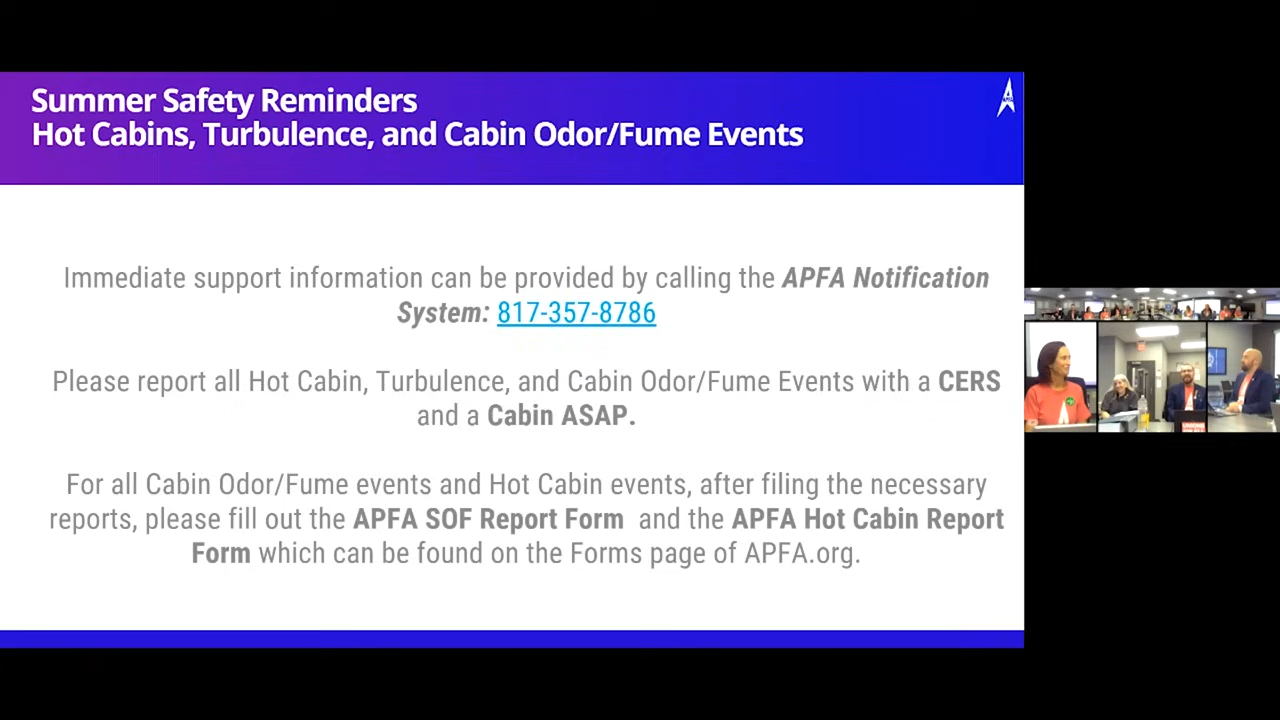 Summer Safety Reminders
Hot Cabins, Turbulence, and Cabin Odor/Fume Events
Immediate support information can be provided by calling the APFA Notification
System: 817-357-8786
Please report all Hot Cabin, Turbulence, and Cabin Odor/Fume Events with a CERS
and a Cabin ASAP.
For all Cabin Odor/Fume events and Hot Cabin events, after filing the necessary
reports, please fill out the APFA SOF Report Form and the APFA Hot Cabin Report
Form which can be found on the Forms page of APFA.org.